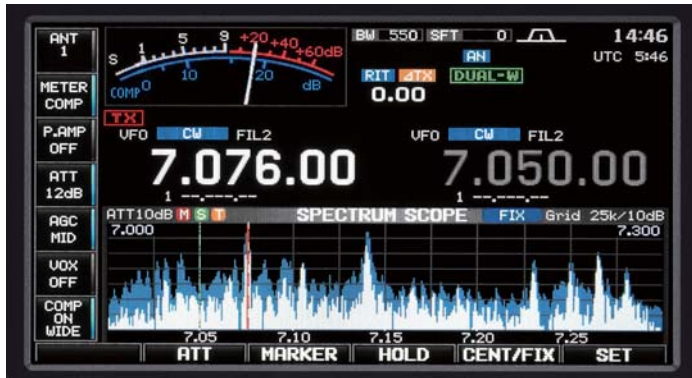 ANT
1
METER
COMP
P.AMP
OFF
ATT
12dB
AGC
MID
VOX
OFF
COMP
ON
WIDE
S 1 5 9 +20 +40 +60dB
COMP 0 10 20 dB
TX
BW 550 SFT 0
14:46
UTC 5:46
AN
RIT ΔTX DUAL-W
0.00
VFO CW FIL2
7.076.00
1 --.---.--
VFO CW FIL2
7.050.00
1 --.---.--
ATT10dB M S T SPECTRUM SCOPE FIX Grid 25k/10dB
7.000 7.300
7.05 7.10 7.15 7.20 7.25
ATT MARKER HOLD CENT/FIX SET